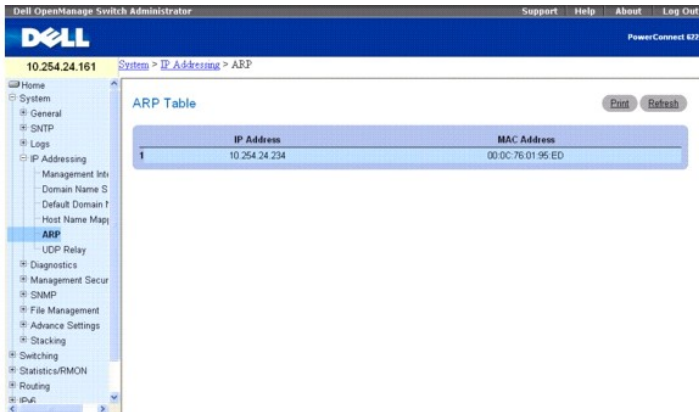 Dell OpenManage Switch Administrator
Support Help About Log Out
DELL
PowerConnect 622
10.254.24.161
System > IP Addressing > ARP
Home
System
General
SNTP
Logs
IP Addressing
Management Inte
Domain Name S
Default Domain N
Host Name Mapp
ARP
UDP Relay
Diagnostics
Management Secur
SNMP
File Management
Advance Settings
Stacking
Switching
Statistics/RMON
Routing
IPv6
ARP Table
Print Refresh
IP Address MAC Address
1 10.254.24.234 00:0C:76:01:95:ED